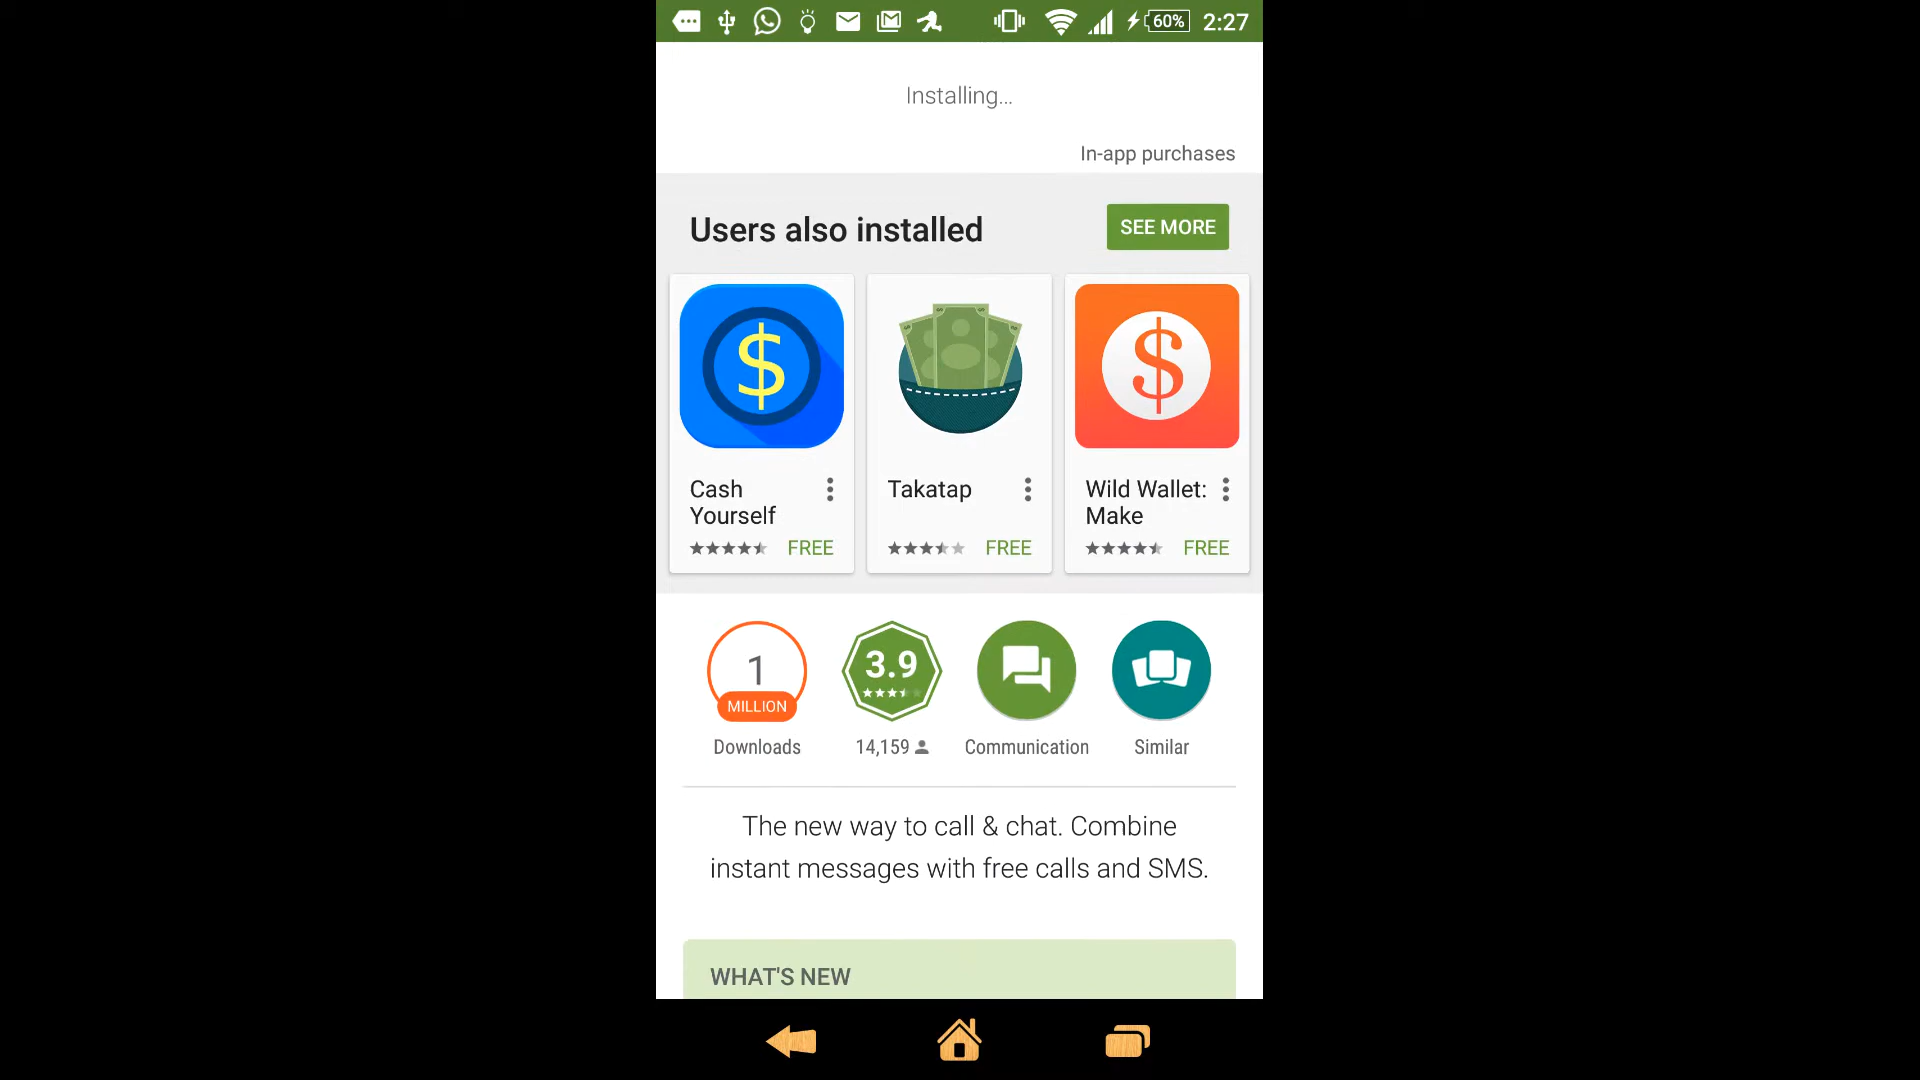 60% 2:27
Installing...
In-app purchases
Users also installed
SEE MORE
$
$
Cash
Yourself
FREE
Takatap
FREE
Wild Wallet:
Make
FREE
1
MILLION
Downloads
3.9
14,159
Communication
Similar
The new way to call & chat. Combine
instant messages with free calls and SMS.
WHAT'S NEW